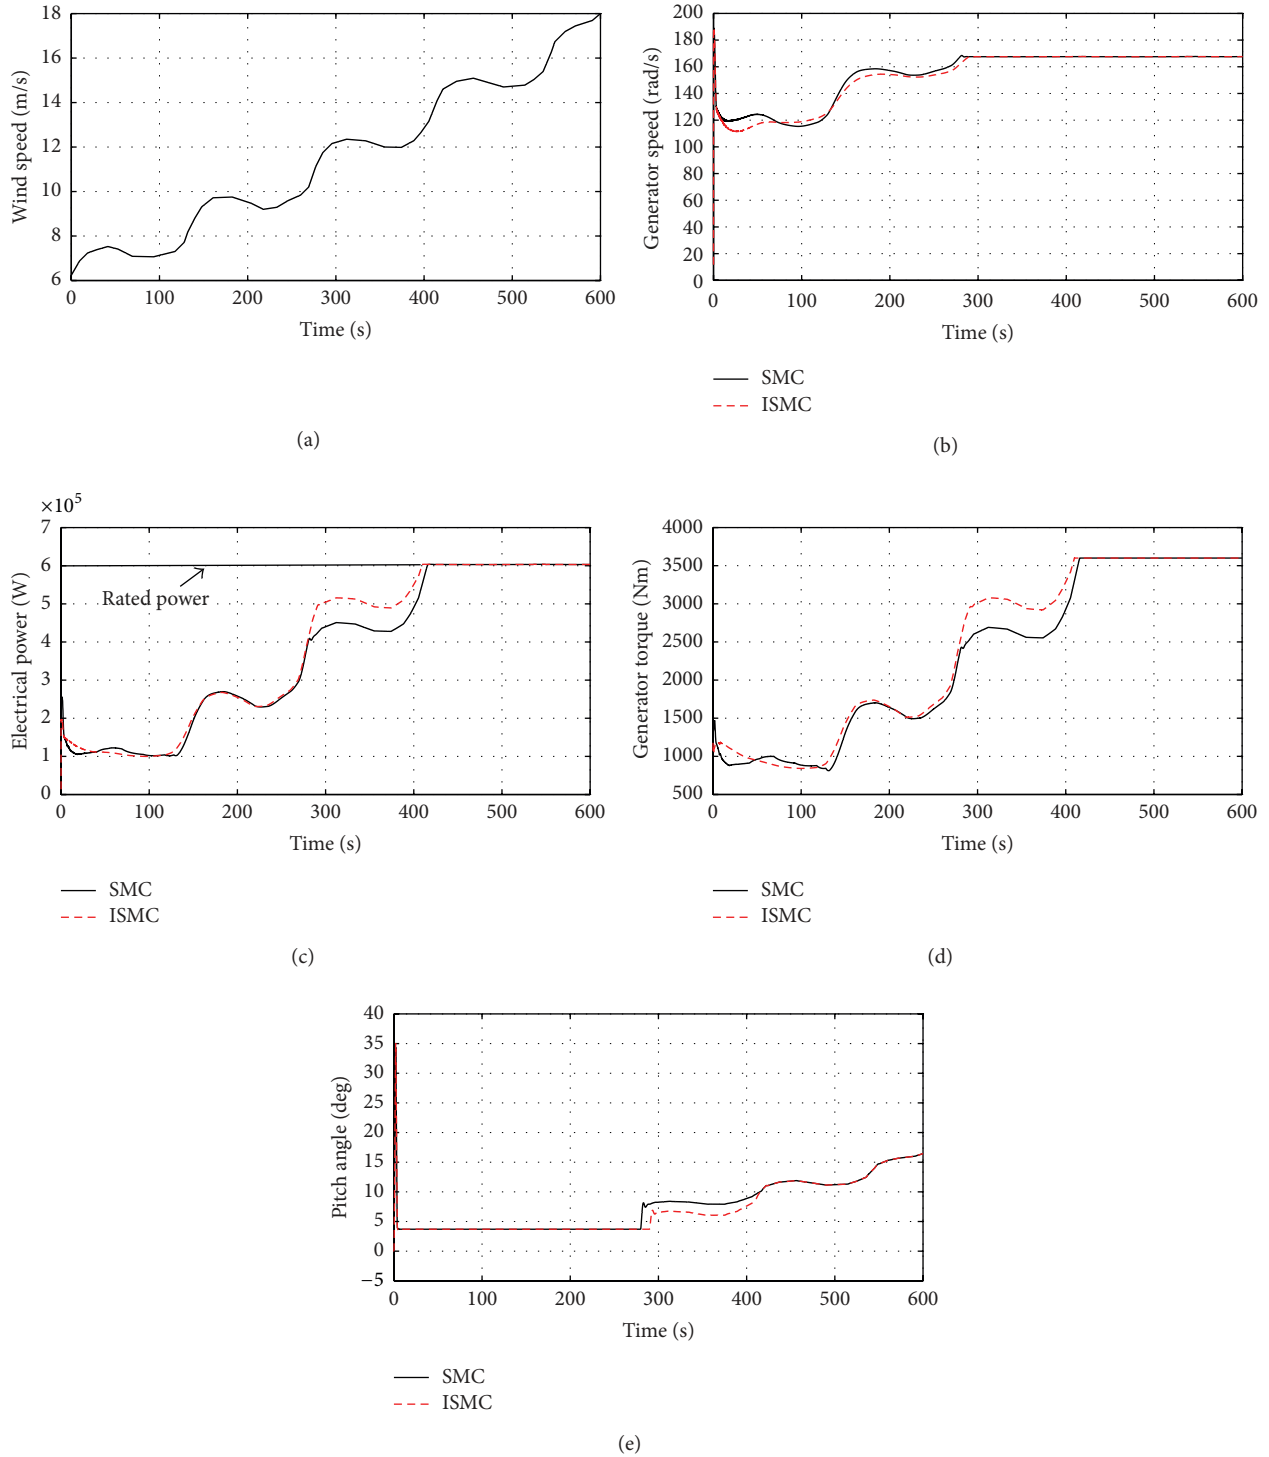 18
16
14
12
10
8
6
Wind speed (m/s)
0 100 200 300 400 500 600
Time (s)
(a)
200
180
160
140
120
100
80
60
40
20
0
Generator speed (rad/s)
0 100 200 300 400 500 600
Time (s)
SMC
ISMC
(b)
×10⁵
7
6
5
4
3
2
1
0
Electrical power (W)
Rated power
0 100 200 300 400 500 600
Time (s)
SMC
ISMC
(c)
4000
3500
3000
2500
2000
1500
1000
500
Generator torque (Nm)
0 100 200 300 400 500 600
Time (s)
SMC
ISMC
(d)
40
35
30
25
20
15
10
5
0
−5
Pitch angle (deg)
0 100 200 300 400 500 600
Time (s)
SMC
ISMC
(e)